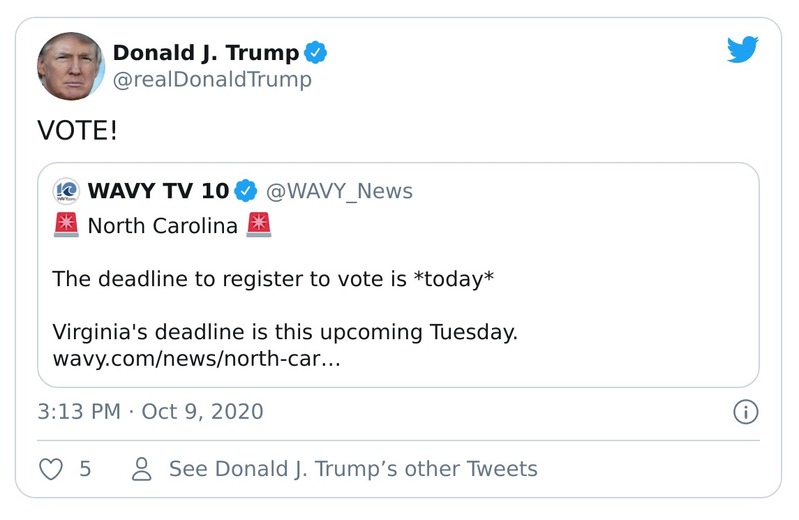 Donald J. Trump
@realDonaldTrump
VOTE!
WAVY TV 10 @WAVY_News
🚨 North Carolina 🚨
The deadline to register to vote is *today*
Virginia's deadline is this upcoming Tuesday.
wavy.com/news/north-car…
3:13 PM · Oct 9, 2020
5 See Donald J. Trump’s other Tweets